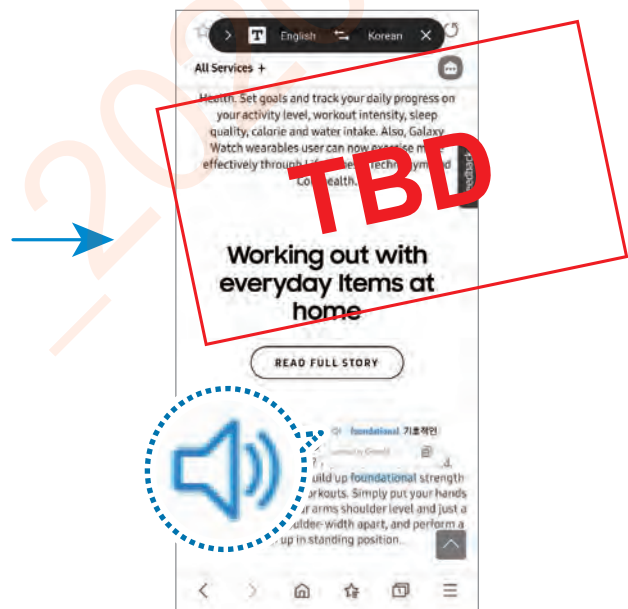 T English Korean
All Services +
Health. Set goals and track your daily progress on
your activity level, workout intensity, sleep
quality, calorie and water intake. Also, Galaxy
Watch wearables user can now exercise
effectively through
TBD
Feedback
Working out with
everyday Items at
home
READ FULL STORY
foundational 기초적인
uild up foundational strength
orkouts. Simply put your hands
ur arms shoulder level and just a
ulder-width apart, and perform a
up in standing position.
1